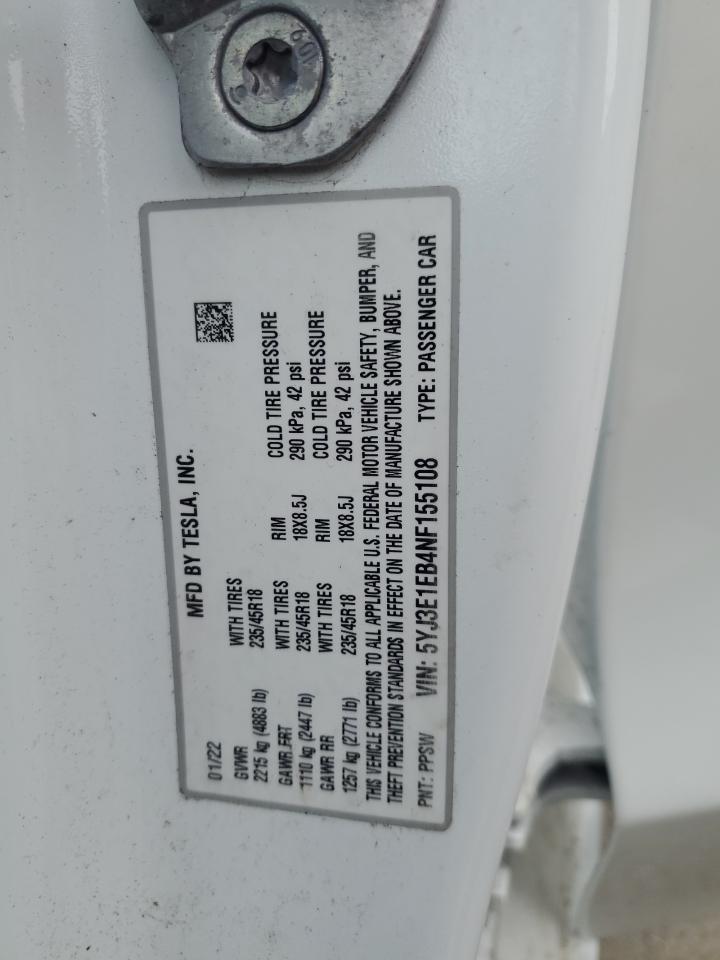 10.9
MFD BY TESLA, INC.
01/22
GVWR WITH TIRES
2215 kg (4883 lb) 235/45R18
GAWR FRT WITH TIRES RIM COLD TIRE PRESSURE
1110 kg (2447 lb) 235/45R18 18X8.5J 290 kPa, 42 psi
GAWR RR WITH TIRES RIM COLD TIRE PRESSURE
1257 kg (2771 lb) 235/45R18 18X8.5J 290 kPa, 42 psi
THIS VEHICLE CONFORMS TO ALL APPLICABLE U.S. FEDERAL MOTOR VEHICLE SAFETY, BUMPER, AND
THEFT PREVENTION STANDARDS IN EFFECT ON THE DATE OF MANUFACTURE SHOWN ABOVE.
PNT: PPSW VIN: 5YJ3E1EB4NF155108 TYPE: PASSENGER CAR